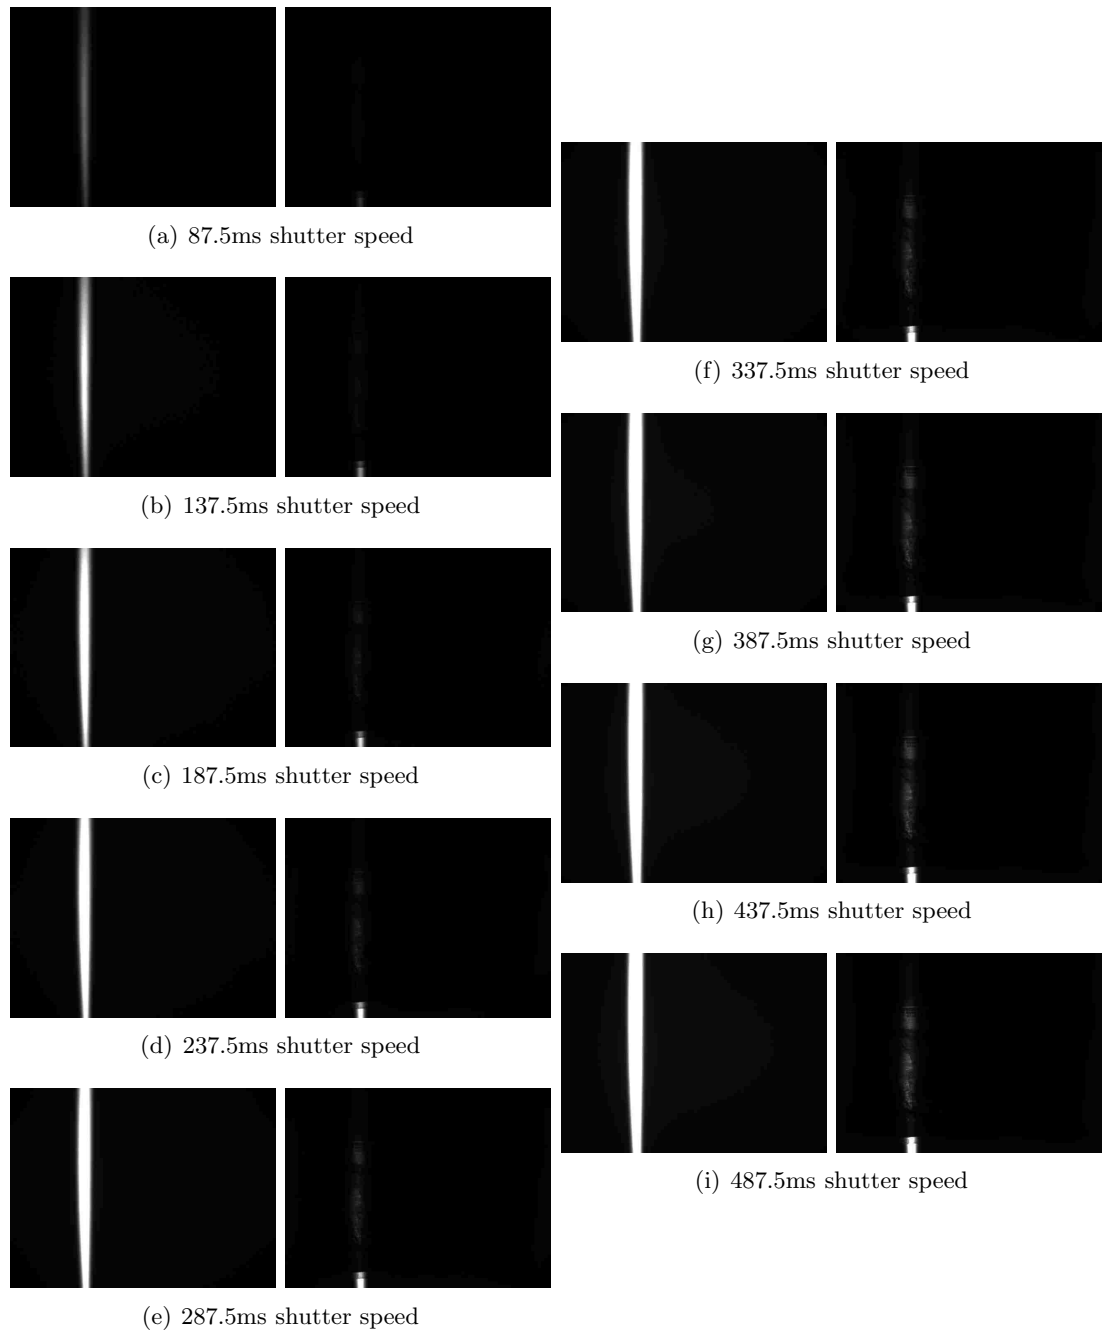 (a) 87.5ms shutter speed
(b) 137.5ms shutter speed
(c) 187.5ms shutter speed
(d) 237.5ms shutter speed
(e) 287.5ms shutter speed
(f) 337.5ms shutter speed
(g) 387.5ms shutter speed
(h) 437.5ms shutter speed
(i) 487.5ms shutter speed